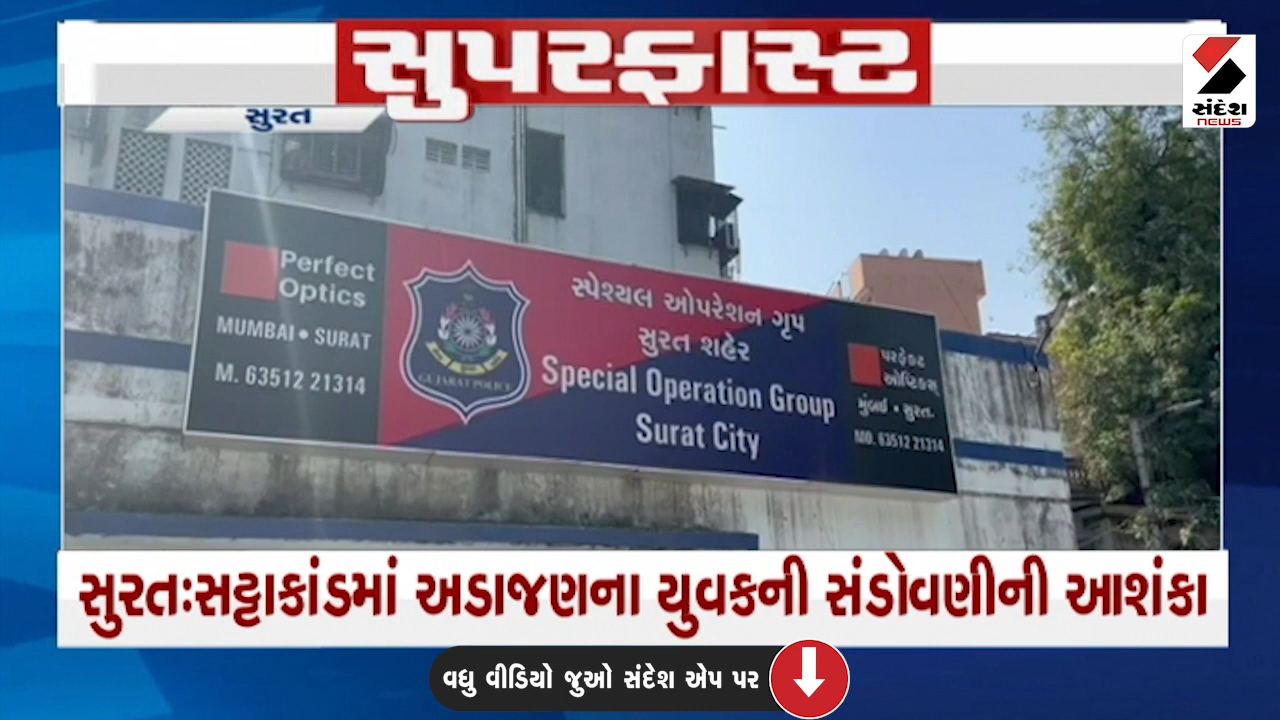 સુપરફાસ્ટ
સંદેશ
NEWS
સુરત
Perfect
Optics
MUMBAI • SURAT
M. 63512 21314
GUJARAT POLICE
સ્પેશ્યલ ઓપરેશન ગૃપ
સુરત શહેર
Special Operation Group
Surat City
પરફેકટ
ઓપ્ટિકસ્
મુંબઈ • સુરત.
MO. 63512 21314
સુરતઃસટ્ટાકાંડમાં અડાજણના યુવકની સંડોવણીની આશંકા
વધુ વીડિયો જુઓ સંદેશ એપ પર